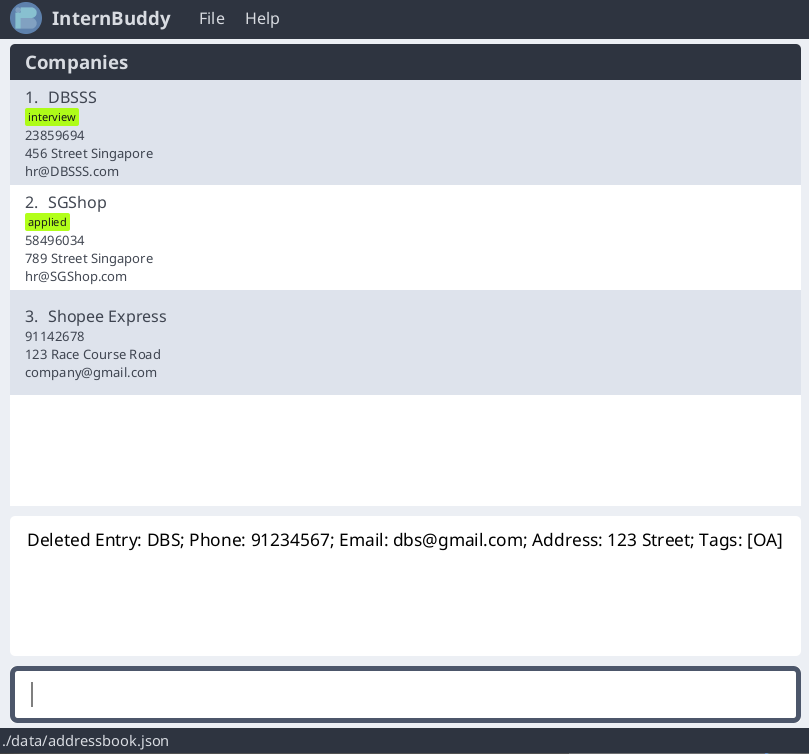 InternBuddy File Help
Companies
1. DBSSS
interview
23859694
456 Street Singapore
hr@DBSSS.com
2. SGShop
applied
58496034
789 Street Singapore
hr@SGShop.com
3. Shopee Express
91142678
123 Race Course Road
company@gmail.com
Deleted Entry: DBS; Phone: 91234567; Email: dbs@gmail.com; Address: 123 Street; Tags: [OA]
./data/addressbook.json